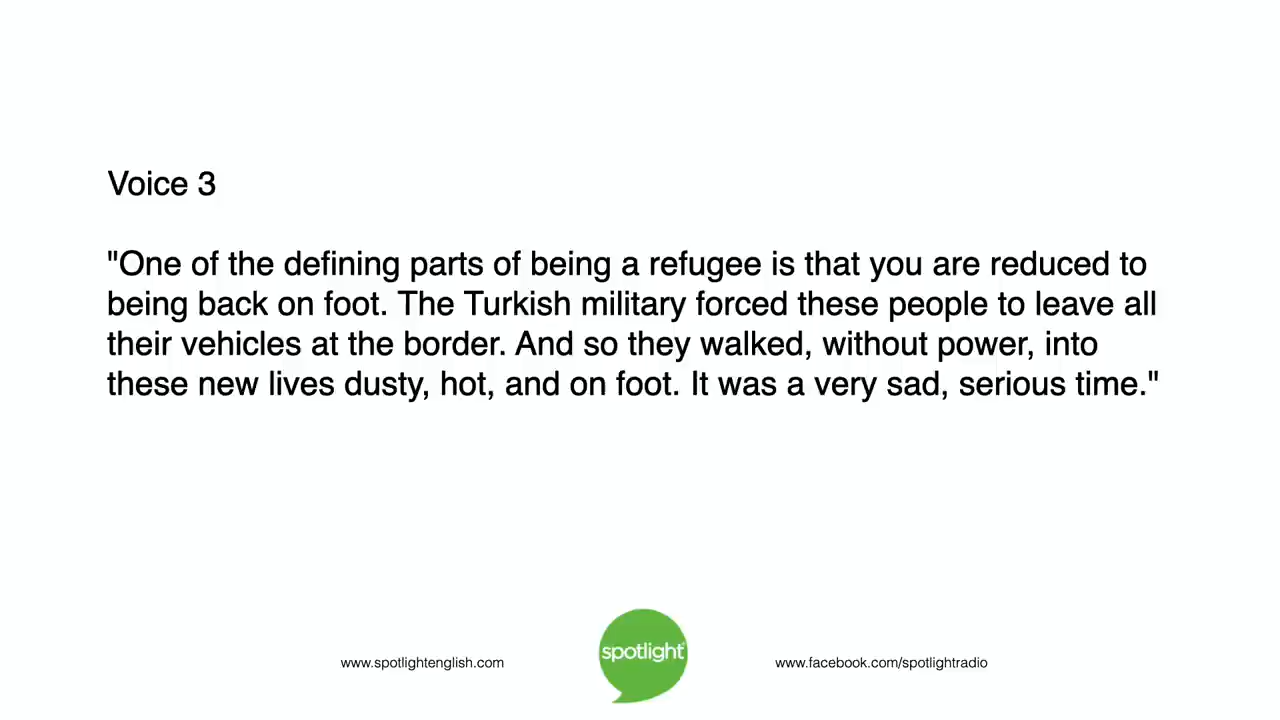 Voice 3
"One of the defining parts of being a refugee is that you are reduced to
being back on foot. The Turkish military forced these people to leave all
their vehicles at the border. And so they walked, without power, into
these new lives dusty, hot, and on foot. It was a very sad, serious time."
www.spotlightenglish.com
spotlight
www.facebook.com/spotlightradio